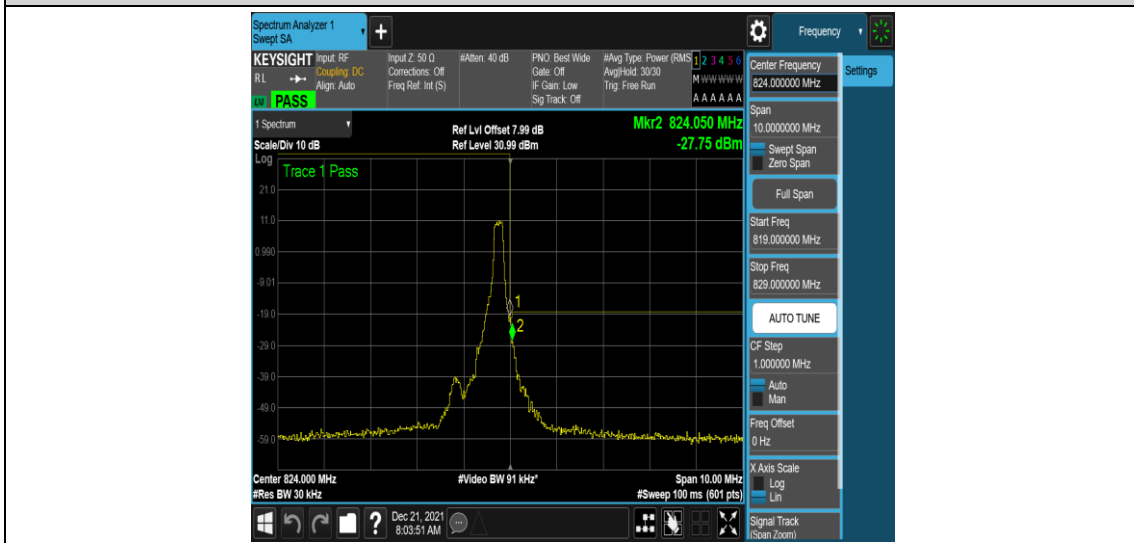 Spectrum Analyzer 1
Swept SA
+
Frequency
KEYSIGHT
RL
LXI
PASS
Input: RF
Coupling: DC
Align: Auto
Input Z: 50 Ω
Corrections: Off
Freq Ref: Int (S)
#Atten: 40 dB
PNO: Best Wide
Gate: Off
IF Gain: Low
Sig Track: Off
#Avg Type: Power (RMS
Avg|Hold: 30/30
Trig: Free Run
1 2 3 4 5 6
M W W W W W
A A A A A A
1 Spectrum
Scale/Div 10 dB
Ref Lvl Offset 7.99 dB
Ref Level 30.99 dBm
Mkr2 824.050 MHz
-27.75 dBm
Log
Trace 1 Pass
21.0
11.0
0.990
-9.01
-19.0
-29.0
-39.0
-49.0
-59.0
1
2
Center 824.000 MHz
#Res BW 30 kHz
#Video BW 91 kHz*
Span 10.00 MHz
#Sweep 100 ms (601 pts)
Center Frequency
824.000000 MHz
Settings
Span
10.0000000 MHz
Swept Span
Zero Span
Full Span
Start Freq
819.000000 MHz
Stop Freq
829.000000 MHz
AUTO TUNE
CF Step
1.000000 MHz
Auto
Man
Freq Offset
0 Hz
X Axis Scale
Log
Lin
Signal Track
(Span Zoom)
?
Dec 21, 2021
8:03:51 AM